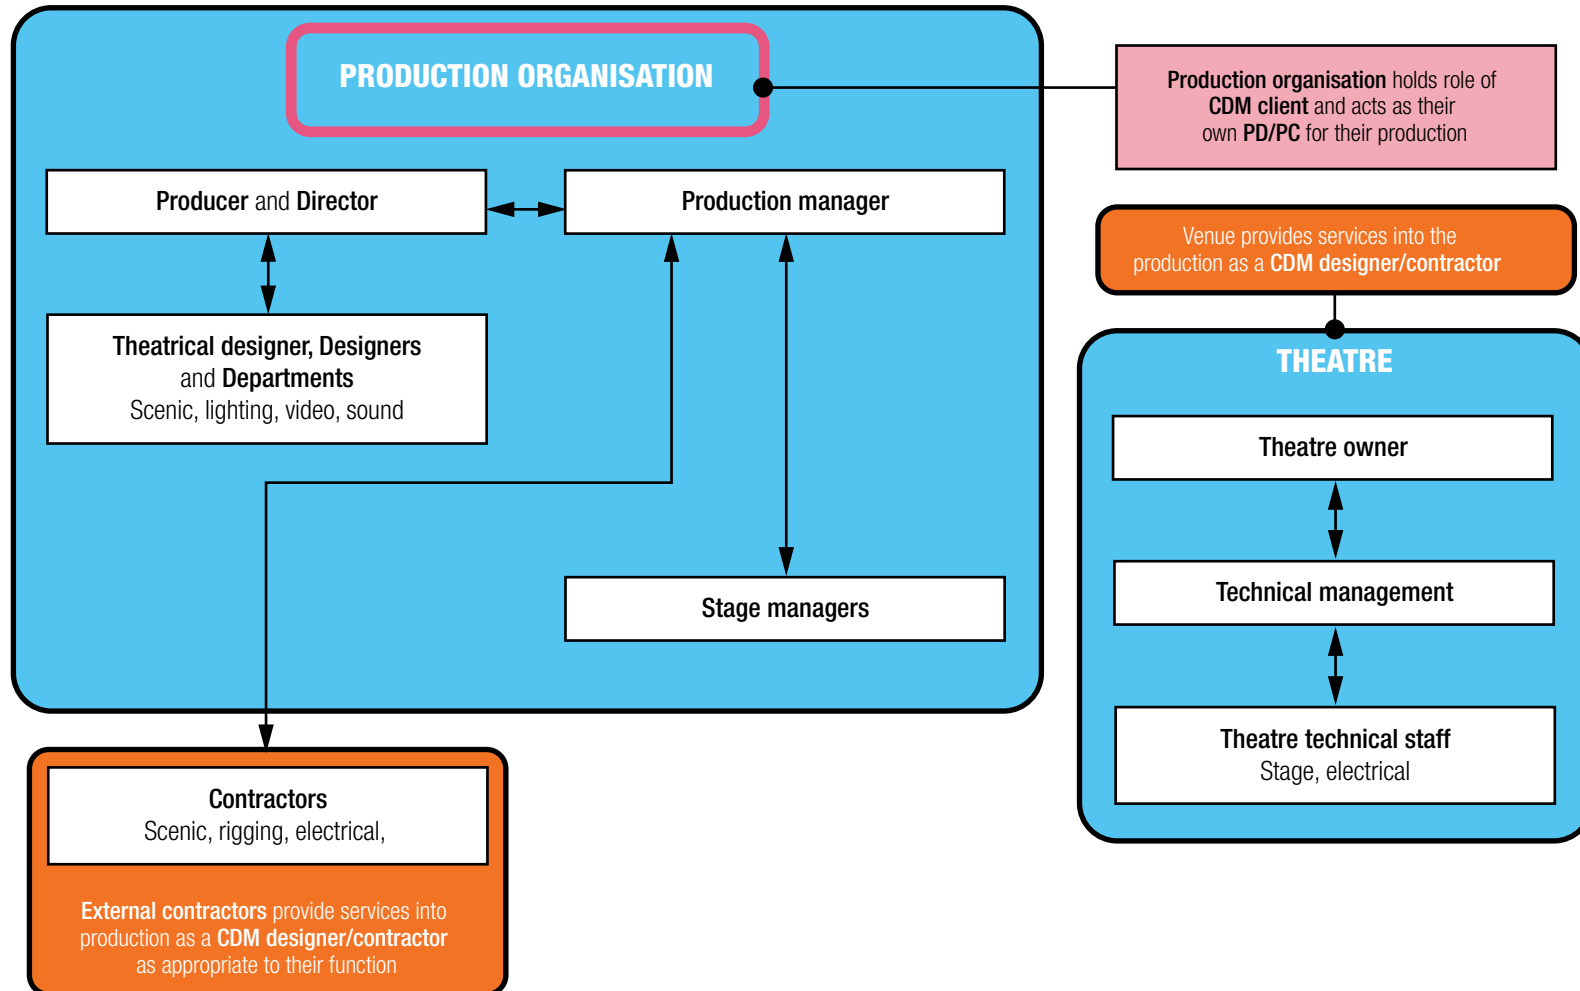 PRODUCTION ORGANISATION
Production organisation holds role of
CDM client and acts as their
own PD/PC for their production
Producer and Director
Production manager
Venue provides services into the
production as a CDM designer/contractor
Theatrical designer, Designers
and Departments
Scenic, lighting, video, sound
THEATRE
Theatre owner
Technical management
Stage managers
Theatre technical staff
Stage, electrical
Contractors
Scenic, rigging, electrical,
External contractors provide services into
production as a CDM designer/contractor
as appropriate to their function